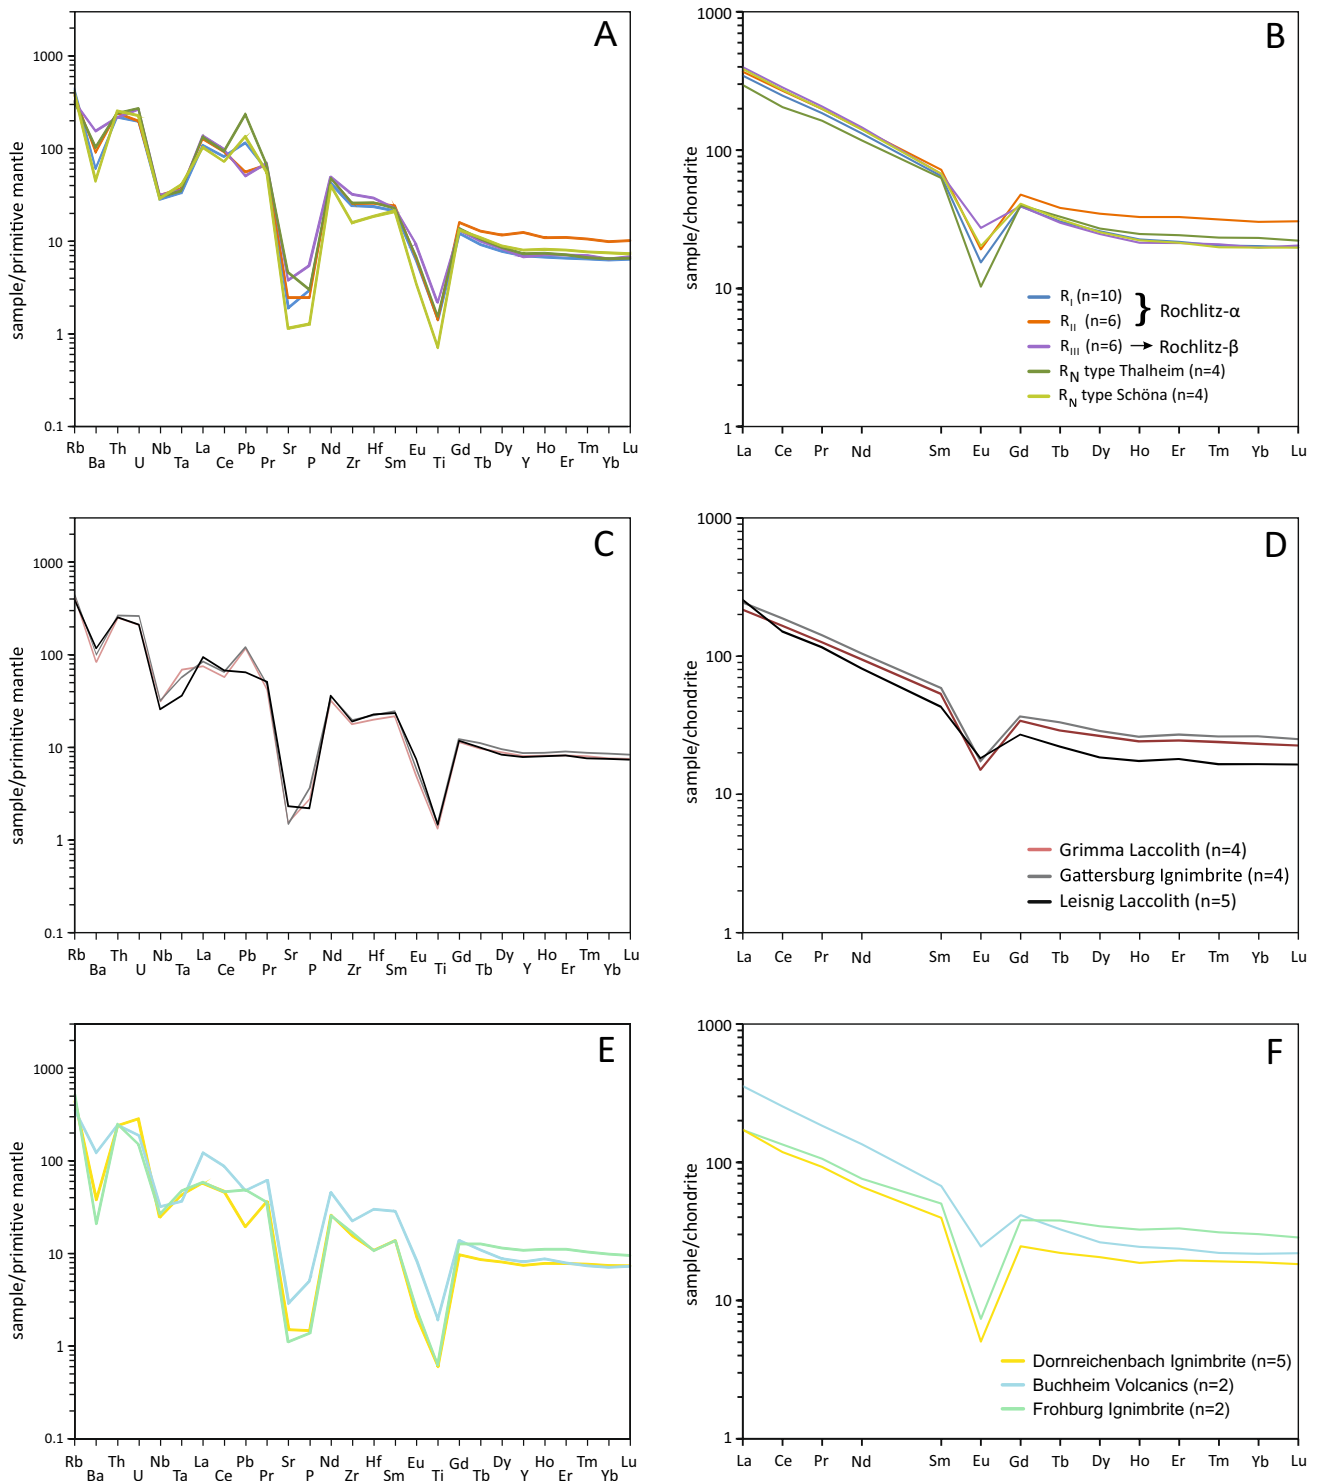 A
sample/primitive mantle
1000
100
10
1
0.1
Rb Th Nb La Pb Sr Nd Hf Eu Gd Dy Ho Tm Lu
Ba U Ta Ce Pr P Zr Sm Ti Tb Y Er Yb
B
sample/chondrite
1000
100
10
1
La Ce Pr Nd Sm Eu Gd Tb Dy Ho Er Tm Yb Lu
R I (n=10)
R II (n=6)
} Rochlitz-α
R III (n=6) → Rochlitz-β
R N type Thalheim (n=4)
R N type Schöna (n=4)
C
sample/primitive mantle
1000
100
10
1
0.1
Rb Th Nb La Pb Sr Nd Hf Eu Gd Dy Ho Tm Lu
Ba U Ta Ce Pr P Zr Sm Ti Tb Y Er Yb
D
sample/chondrite
1000
100
10
1
La Ce Pr Nd Sm Eu Gd Tb Dy Ho Er Tm Yb Lu
Grimma Laccolith (n=4)
Gattersburg Ignimbrite (n=4)
Leisnig Laccolith (n=5)
E
sample/primitive mantle
1000
100
10
1
0.1
Rb Th Nb La Pb Sr Nd Hf Eu Gd Dy Ho Tm Lu
Ba U Ta Ce Pr P Zr Sm Ti Tb Y Er Yb
F
sample/chondrite
1000
100
10
1
La Ce Pr Nd Sm Eu Gd Tb Dy Ho Er Tm Yb Lu
Dornreichenbach Ignimbrite (n=5)
Buchheim Volcanics (n=2)
Frohburg Ignimbrite (n=2)